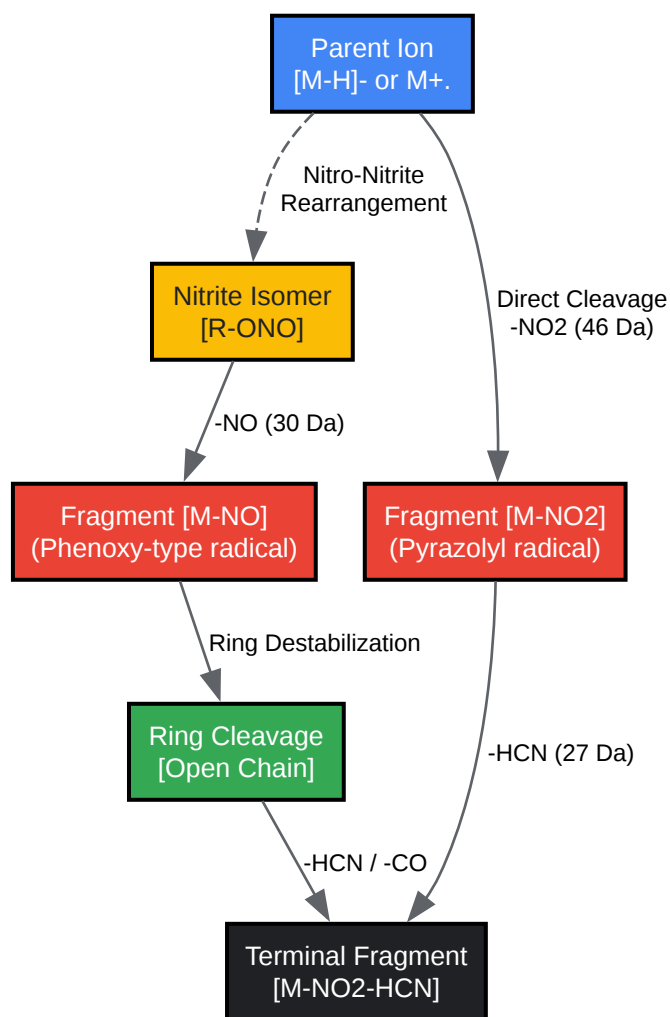 Parent Ion
[M-H]- or M+.
Nitro-Nitrite
Rearrangement
Nitrite Isomer
[R-ONO]
Direct Cleavage
-NO2 (46 Da)
-NO (30 Da)
Fragment [M-NO]
(Phenoxy-type radical)
Fragment [M-NO2]
(Pyrazolyl radical)
Ring Destabilization
Ring Cleavage
[Open Chain]
-HCN (27 Da)
-HCN / -CO
Terminal Fragment
[M-NO2-HCN]